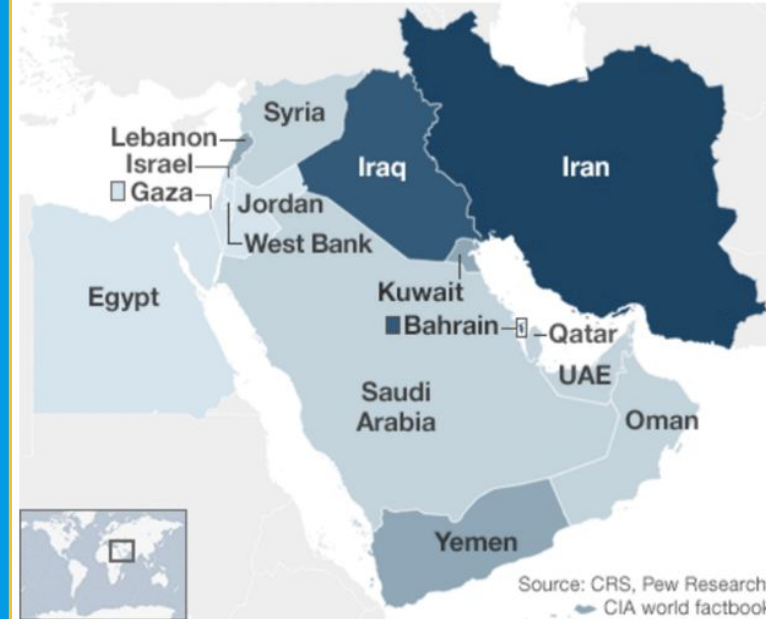 Syria
Lebanon
Israel
Gaza
Iraq
Iran
Jordan
West Bank
Egypt
Kuwait
Bahrain
Qatar
UAE
Saudi
Arabia
Oman
Yemen
Source: CRS, Pew Research
CIA world factbook